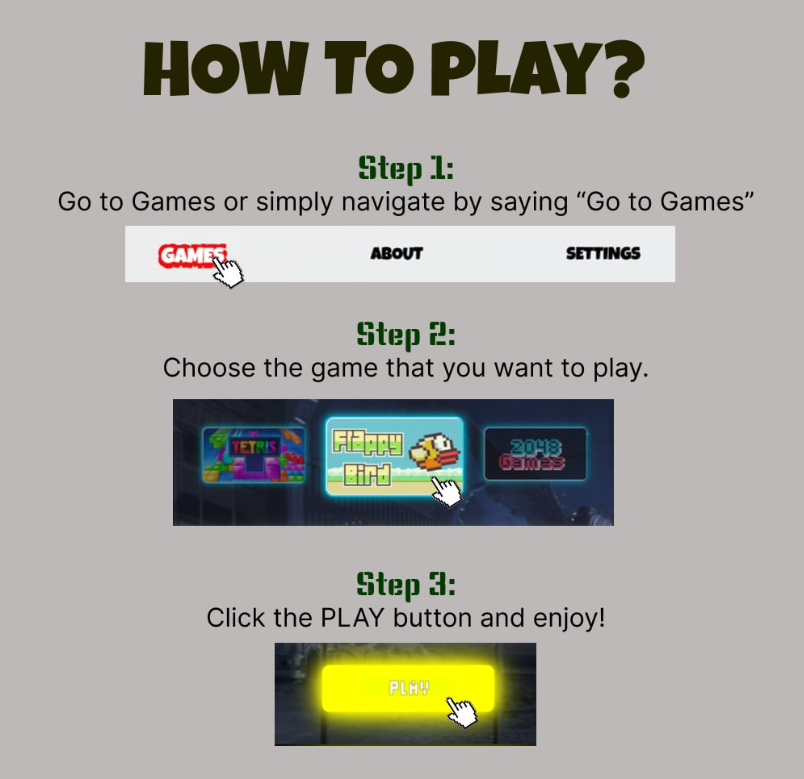 HOW TO PLAY?
Step 1:
Go to Games or simply navigate by saying “Go to Games”
GAMES ABOUT SETTINGS
Step 2:
Choose the game that you want to play.
TETRIS Flappy Bird 2048 Games
Step 3:
Click the PLAY button and enjoy!
PLAY